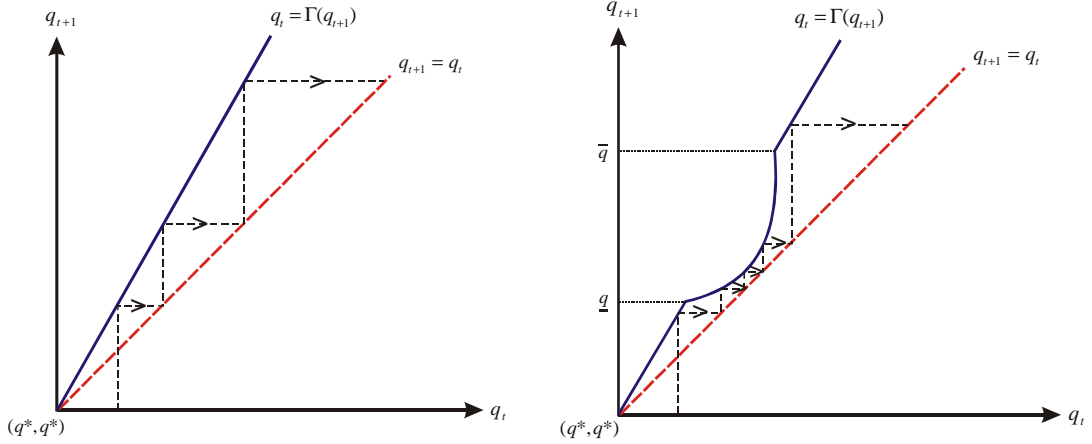 q_{t+1}
q_t = Γ(q_{t+1})
q_{t+1} = q_t
q_t
(q*,q*)
q_{t+1}
q_t = Γ(q_{t+1})
q_{t+1} = q_t
q̅
q̲
q_t
(q*,q*)